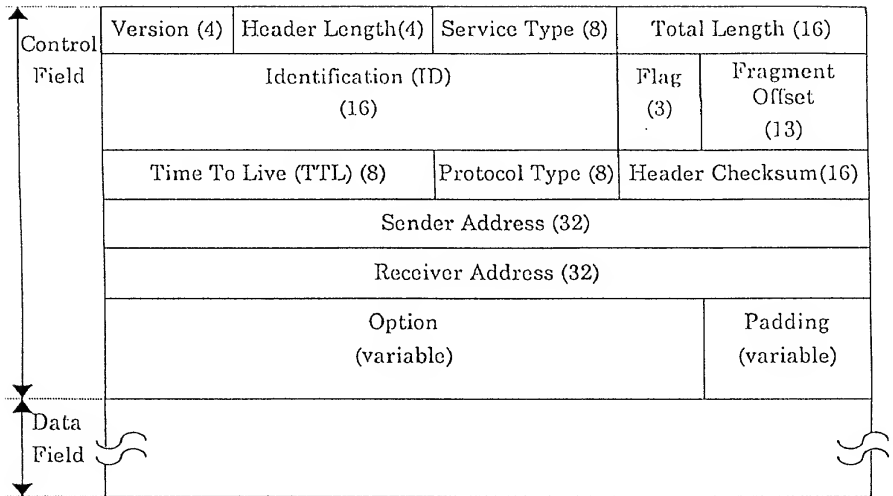 Control
Field
Version (4)
Header Length(4)
Service Type (8)
Total Length (16)
Identification (ID)
(16)
Flag
(3)
Fragment
Offset
(13)
Time To Live (TTL) (8)
Protocol Type (8)
Header Checksum(16)
Sender Address (32)
Receiver Address (32)
Option
(variable)
Padding
(variable)
Data
Field